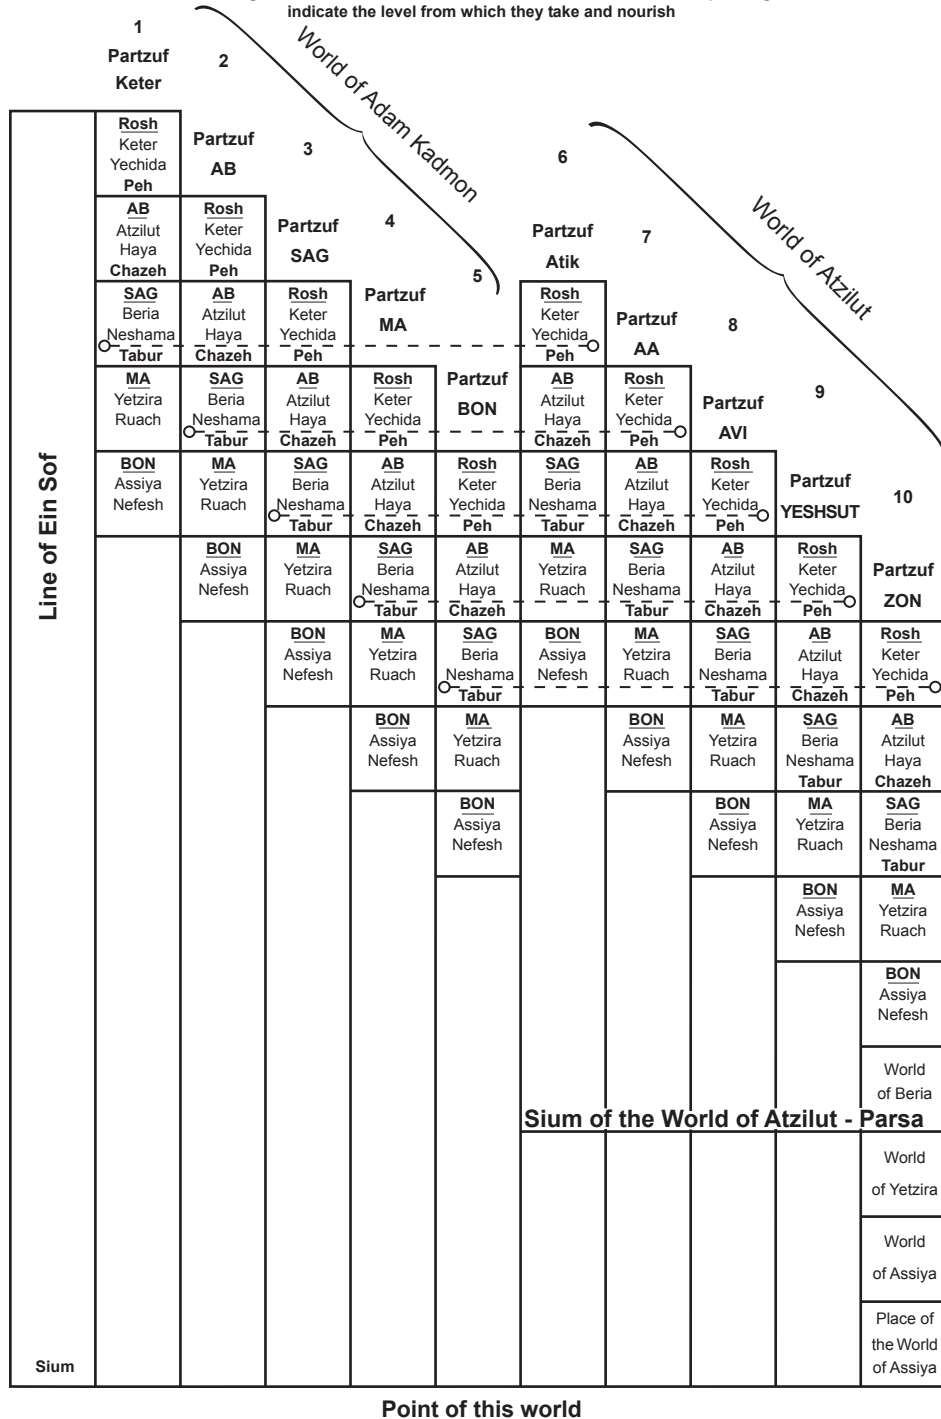 indicate the level from which they take and nourish
World of Adam Kadmon
World of Atzilut
Line of Ein Sof
Sium
1
Partzuf
Keter
Rosh
Keter
Yechida
Peh
AB
Atzilut
Haya
Chazeh
SAG
Beria
Neshama
Tabur
MA
Yetzira
Ruach
BON
Assiya
Nefesh
2
Partzuf
AB
Rosh
Keter
Yechida
Peh
AB
Atzilut
Haya
Chazeh
SAG
Beria
Neshama
Tabur
MA
Yetzira
Ruach
BON
Assiya
Nefesh
3
Partzuf
SAG
Rosh
Keter
Yechida
Peh
AB
Atzilut
Haya
Chazeh
SAG
Beria
Neshama
Tabur
MA
Yetzira
Ruach
BON
Assiya
Nefesh
4
Partzuf
MA
Rosh
Keter
Yechida
Peh
AB
Atzilut
Haya
Chazeh
SAG
Beria
Neshama
Tabur
MA
Yetzira
Ruach
BON
Assiya
Nefesh
5
Partzuf
BON
Rosh
Keter
Yechida
Peh
AB
Atzilut
Haya
Chazeh
SAG
Beria
Neshama
Tabur
MA
Yetzira
Ruach
BON
Assiya
Nefesh
6
Partzuf
Atik
Rosh
Keter
Yechida
Peh
AB
Atzilut
Haya
Chazeh
SAG
Beria
Neshama
Tabur
MA
Yetzira
Ruach
BON
Assiya
Nefesh
7
Partzuf
AA
Rosh
Keter
Yechida
Peh
AB
Atzilut
Haya
Chazeh
SAG
Beria
Neshama
Tabur
MA
Yetzira
Ruach
BON
Assiya
Nefesh
8
Partzuf
AVI
Rosh
Keter
Yechida
Peh
AB
Atzilut
Haya
Chazeh
SAG
Beria
Neshama
Tabur
MA
Yetzira
Ruach
BON
Assiya
Nefesh
9
Partzuf
YESHSUT
Rosh
Keter
Yechida
Peh
AB
Atzilut
Haya
Chazeh
SAG
Beria
Neshama
Tabur
MA
Yetzira
Ruach
BON
Assiya
Nefesh
10
Partzuf
ZON
Rosh
Keter
Yechida
Peh
AB
Atzilut
Haya
Chazeh
SAG
Beria
Neshama
Tabur
MA
Yetzira
Ruach
BON
Assiya
Nefesh
World
of Beria
Sium of the World of Atzilut - Parsa
World
of Yetzira
World
of Assiya
Place of
the World
of Assiya
Point of this world